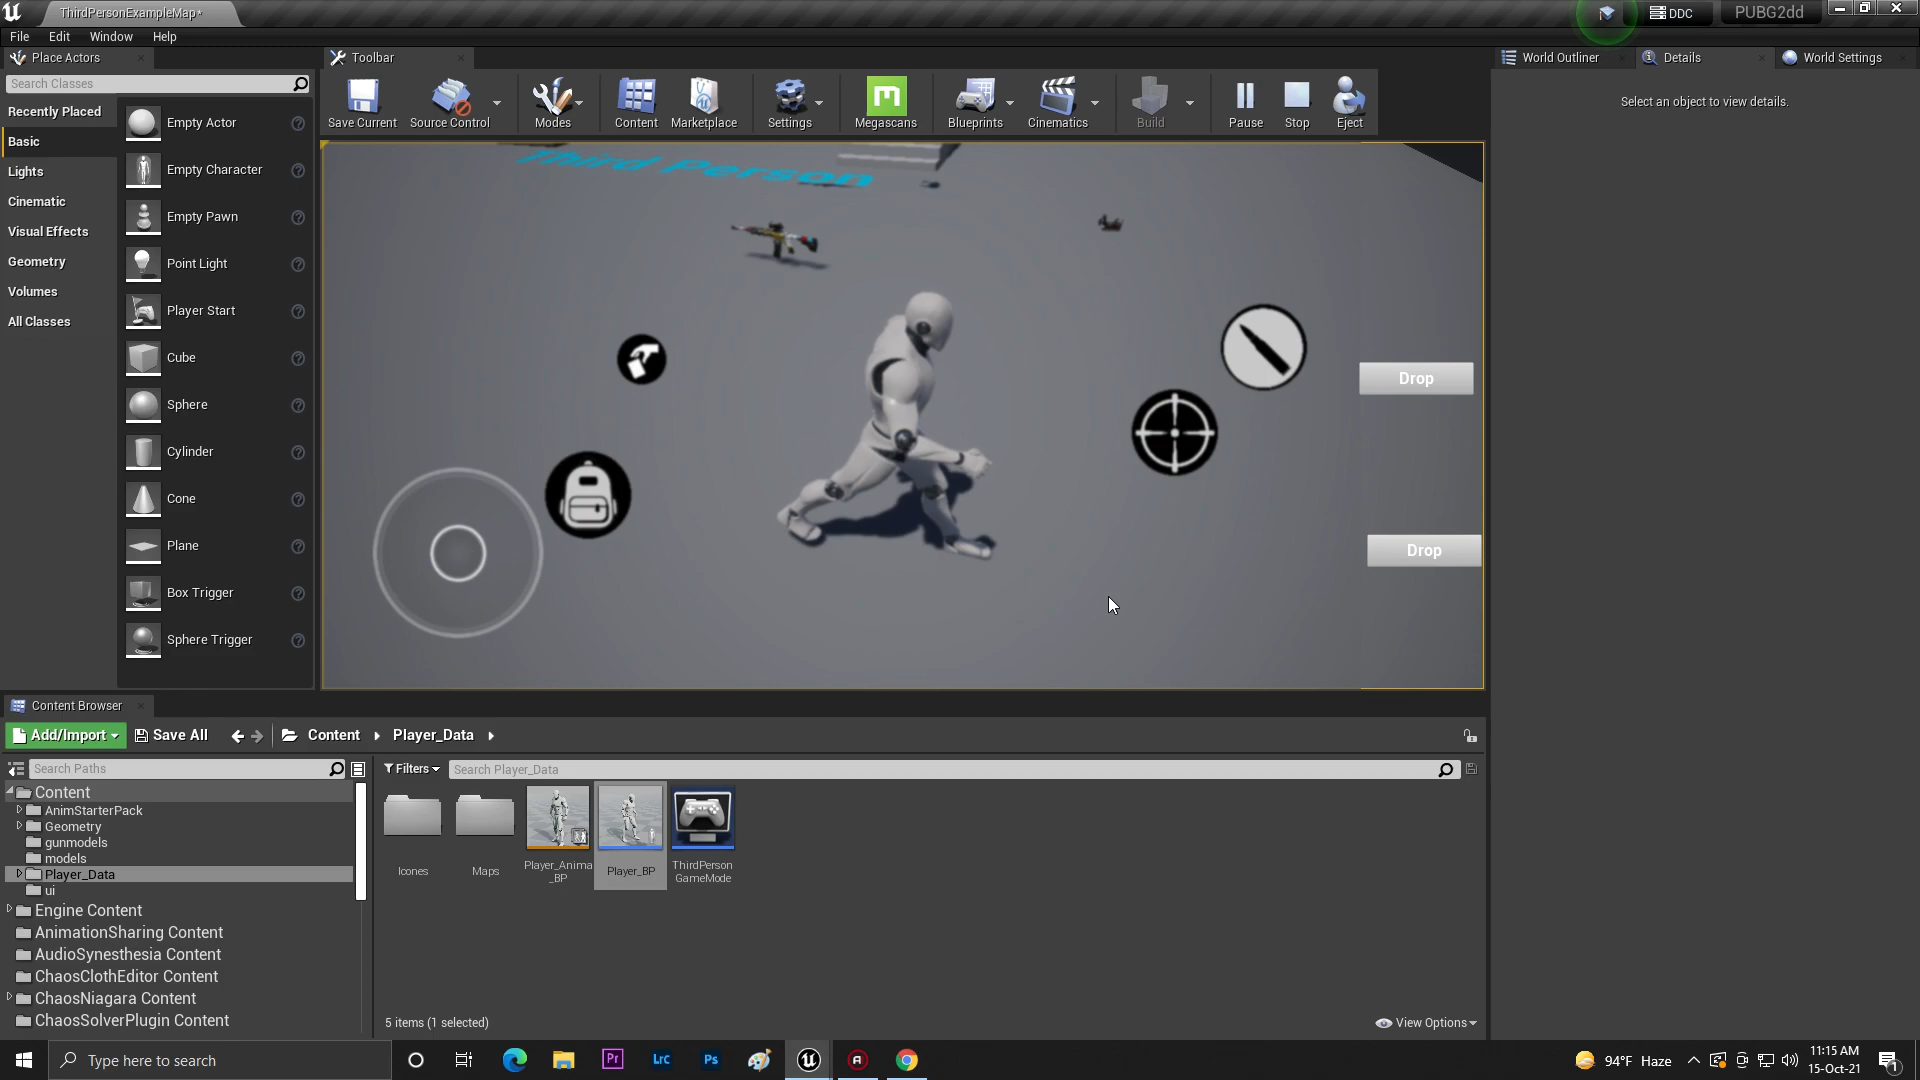 ThirdPersonExampleMap*
DDC
PUBG2dd
File Edit Window Help
Place Actors
Toolbar
World Outliner
Details
World Settings
Search Classes
Recently Placed
Basic
Lights
Cinematic
Visual Effects
Geometry
Volumes
All Classes
Empty Actor
Empty Character
Empty Pawn
Point Light
Player Start
Cube
Sphere
Cylinder
Cone
Plane
Box Trigger
Sphere Trigger
Save Current
Source Control
Modes
Content
Marketplace
Settings
Megascans
Blueprints
Cinematics
Build
Pause
Stop
Eject
Select an object to view details.
Third Person
Drop
Drop
Content Browser
Add/Import
Save All
Content
Player_Data
Search Paths
Filters
Search Player_Data
Content
AnimStarterPack
Geometry
gunmodels
models
Player_Data
ui
Engine Content
AnimationSharing Content
AudioSynesthesia Content
ChaosClothEditor Content
ChaosNiagara Content
ChaosSolverPlugin Content
Icones
Maps
Player_Anima
_BP
Player_BP
ThirdPerson
GameMode
5 items (1 selected)
View Options
Type here to search
Pr
Lrc
Ps
94°F Haze
11:15 AM
15-Oct-21
1